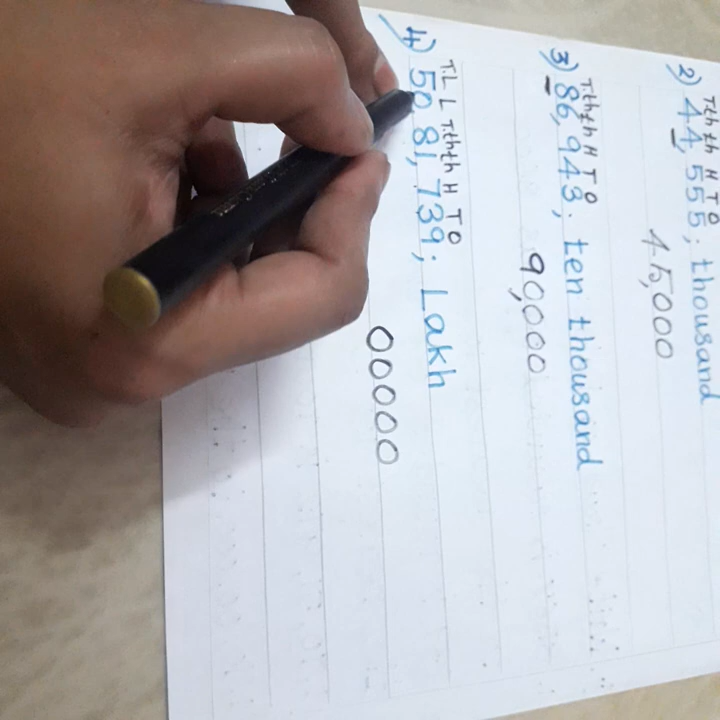 T.th th H T O
2) 44,555; thousand
45,000
T.th th H T O
3) 86,943; ten thousand
90,000
T.L L T.th th H T O
4) 50 81,739; Lakh
00000